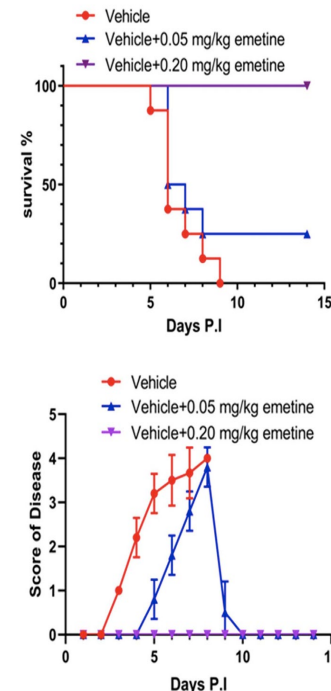 Vehicle
Vehicle+0.05 mg/kg emetine
Vehicle+0.20 mg/kg emetine
100
50
0
survival %
0 5 10 15
Days P.I
Vehicle
Vehicle+0.05 mg/kg emetine
Vehicle+0.20 mg/kg emetine
5
4
3
2
1
0
Score of Disease
0 5 10 15
Days P.I